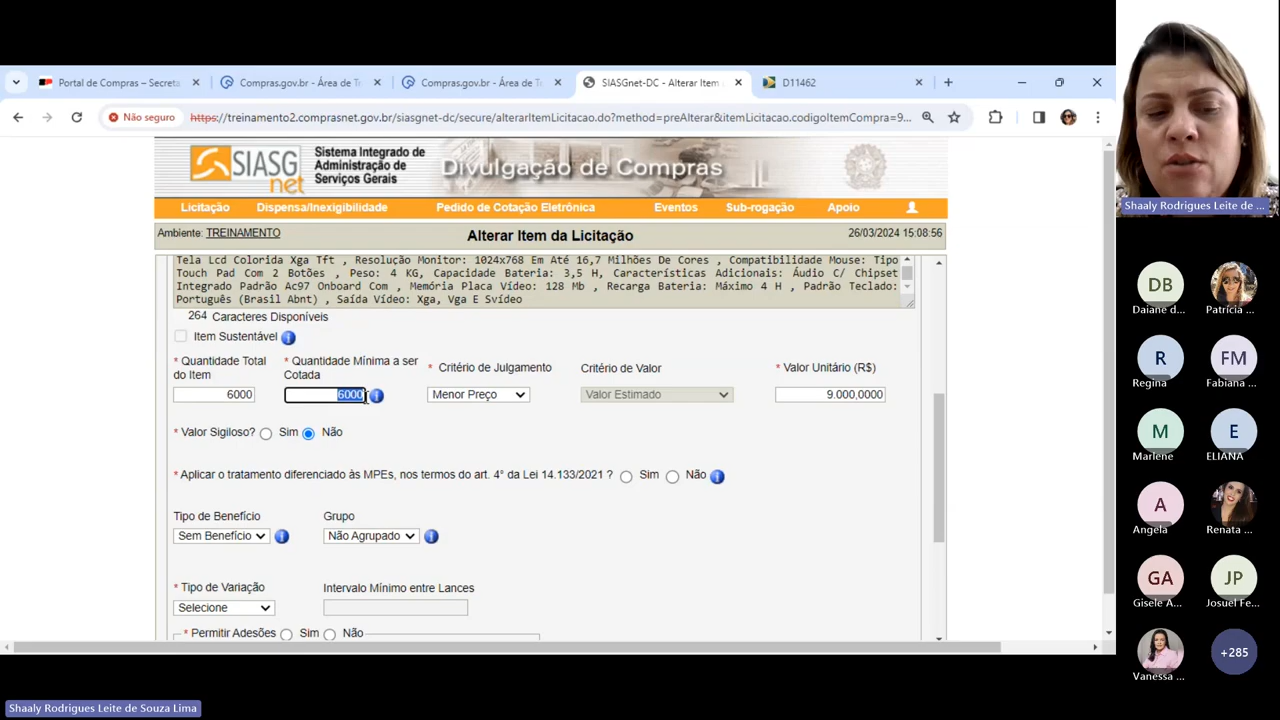 Portal de Compras – Secreta
Compras.gov.br - Área de Tr
Compras.gov.br - Área de Tr
SIASGnet-DC - Alterar Item
D11462
Não seguro
https://treinamento2.comprasnet.gov.br/siasgnet-dc/secure/alterarItemLicitacao.do?method=preAlterar&itemLicitacao.codigoItemCompra=9...
SIASG
net
Sistema Integrado de
Administração de
Serviços Gerais
Divulgação de Compras
Licitação
Dispensa/Inexigibilidade
Pedido de Cotação Eletrônica
Eventos
Sub-rogação
Apoio
Ambiente: TREINAMENTO
Alterar Item da Licitação
26/03/2024 15:08:56
Tela Lcd Colorida Xga Tft , Resolução Monitor: 1024x768 Em Até 16,7 Milhões De Cores , Compatibilidade Mouse: Tipo
Touch Pad Com 2 Botões , Peso: 4 KG, Capacidade Bateria: 3,5 H, Características Adicionais: Áudio C/ Chipset
Integrado Padrão Ac97 Onboard Com , Memória Placa Vídeo: 128 Mb , Recarga Bateria: Máximo 4 H , Padrão Teclado:
Português (Brasil Abnt) , Saída Vídeo: Xga, Vga E Svídeo
264 Caracteres Disponíveis
Item Sustentável
* Quantidade Total
do Item
* Quantidade Mínima a ser
Cotada
* Critério de Julgamento
Critério de Valor
* Valor Unitário (R$)
6000
6000
Menor Preço
Valor Estimado
9.000,0000
* Valor Sigiloso? Sim Não
* Aplicar o tratamento diferenciado às MPEs, nos termos do art. 4° da Lei 14.133/2021 ? Sim Não
Tipo de Benefício
Grupo
Sem Benefício
Não Agrupado
* Tipo de Variação
Intervalo Mínimo entre Lances
Selecione
* Permitir Adesões Sim Não
Shaaly Rodrigues Leite de ...
DB
Daiane d...
Patrícia ...
R
Regina
FM
Fabiana ...
M
Marlene
E
ELIANA
A
Angela
Renata ...
GA
Gisele A...
JP
Josuel Fe...
Vanessa ...
+285
Shaaly Rodrigues Leite de Souza Lima